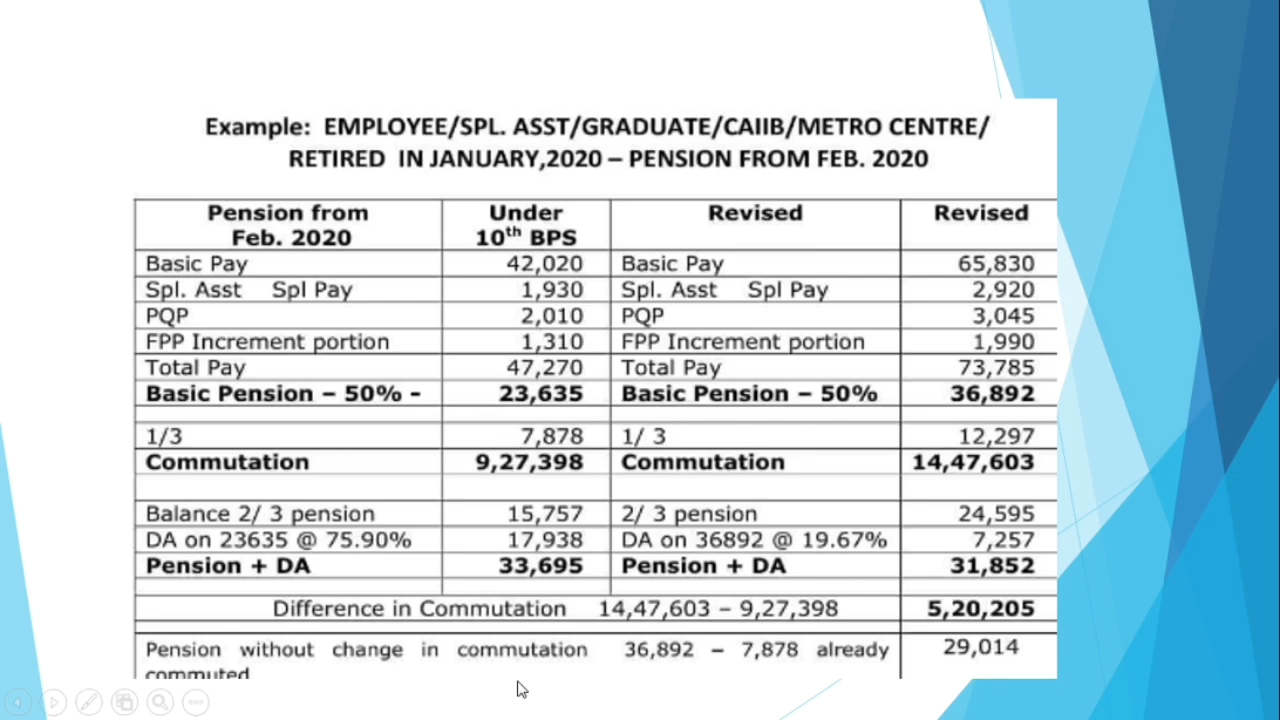 Example: EMPLOYEE/SPL. ASST/GRADUATE/CAIIB/METRO CENTRE/
RETIRED IN JANUARY,2020 – PENSION FROM FEB. 2020
Pension from Feb. 2020 Under 10th BPS Revised Revised
Basic Pay 42,020 Basic Pay 65,830
Spl. Asst Spl Pay 1,930 Spl. Asst Spl Pay 2,920
PQP 2,010 PQP 3,045
FPP Increment portion 1,310 FPP Increment portion 1,990
Total Pay 47,270 Total Pay 73,785
Basic Pension – 50% - 23,635 Basic Pension – 50% 36,892
1/3 7,878 1/ 3 12,297
Commutation 9,27,398 Commutation 14,47,603
Balance 2/ 3 pension 15,757 2/ 3 pension 24,595
DA on 23635 @ 75.90% 17,938 DA on 36892 @ 19.67% 7,257
Pension + DA 33,695 Pension + DA 31,852
Difference in Commutation 14,47,603 – 9,27,398 5,20,205
Pension without change in commutation 36,892 – 7,878 already 29,014
commuted